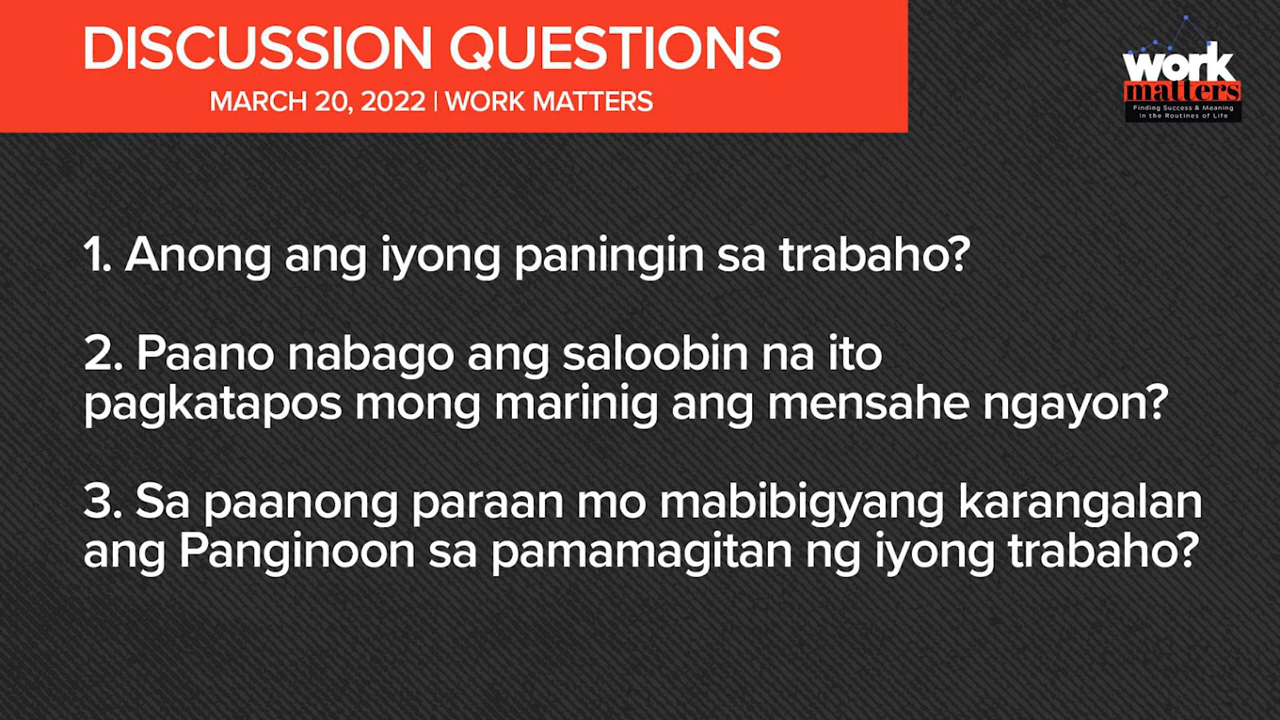 DISCUSSION QUESTIONS
MARCH 20, 2022 | WORK MATTERS
work
matters
Finding Success & Meaning
in the Routines of Life
1. Anong ang iyong paningin sa trabaho?
2. Paano nabago ang saloobin na ito
pagkatapos mong marinig ang mensahe ngayon?
3. Sa paanong paraan mo mabibigyang karangalan
ang Panginoon sa pamamagitan ng iyong trabaho?